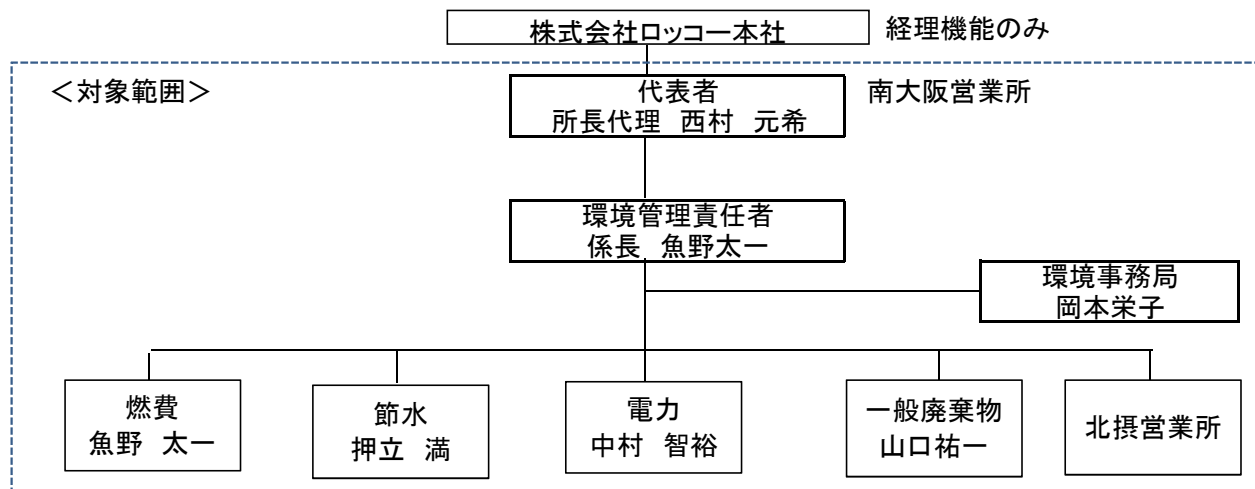 株式会社ロッコー本社
経理機能のみ
＜対象範囲＞
代表者
所長代理 西村 元希
南大阪営業所
環境管理責任者
係長 魚野太一
環境事務局
岡本栄子
燃費
魚野 太一
節水
押立 満
電力
中村 智裕
一般廃棄物
山口祐一
北摂営業所